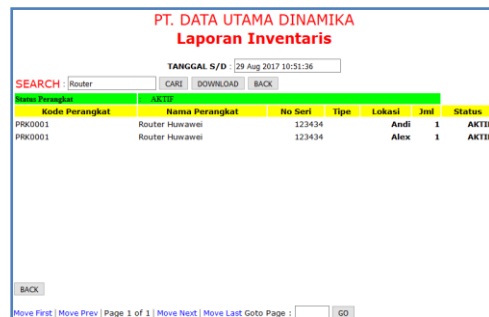 PT. DATA UTAMA DINAMIKA
Laporan Inventaris
TANGGAL S/D : 29 Aug 2017 10:51:36
SEARCH : Router CARI DOWNLOAD BACK
Status Perangkat : AKTIF
Kode Perangkat Nama Perangkat No Seri Tipe Lokasi Jml Status
PRK0001 Router Huwawei 123434 Andi 1 AKTIF
PRK0001 Router Huwawei 123434 Alex 1 AKTIF
BACK
Move First | Move Prev | Page 1 of 1 | Move Next | Move Last Goto Page : GO